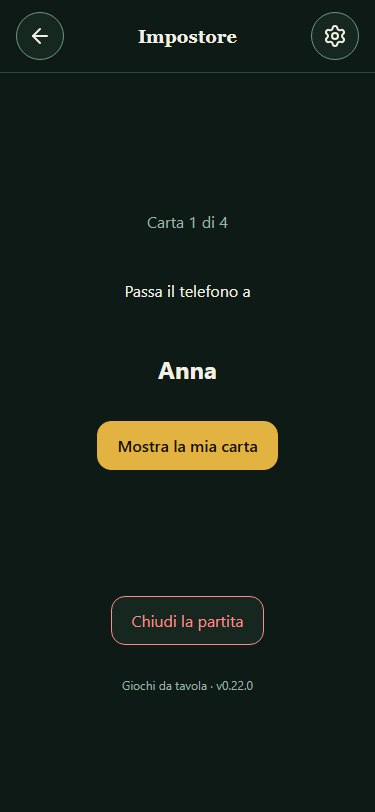 Impostore
Carta 1 di 4
Passa il telefono a
Anna
Mostra la mia carta
Chiudi la partita
Giochi da tavola · v0.22.0